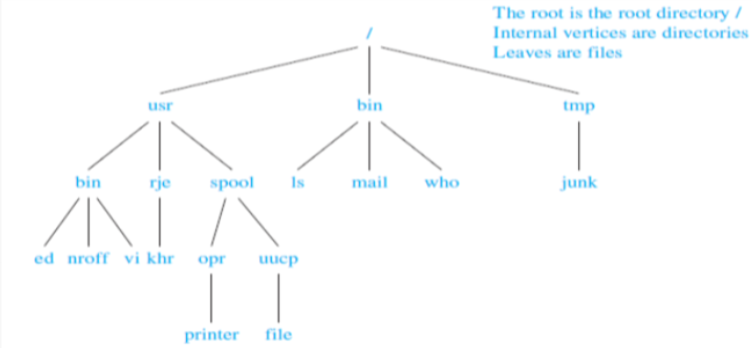 The root is the root directory /
/
Internal vertices are directories
Leaves are files
usr bin tmp
bin rje spool ls mail who junk
ed nroff vi khr opr uucp
printer file